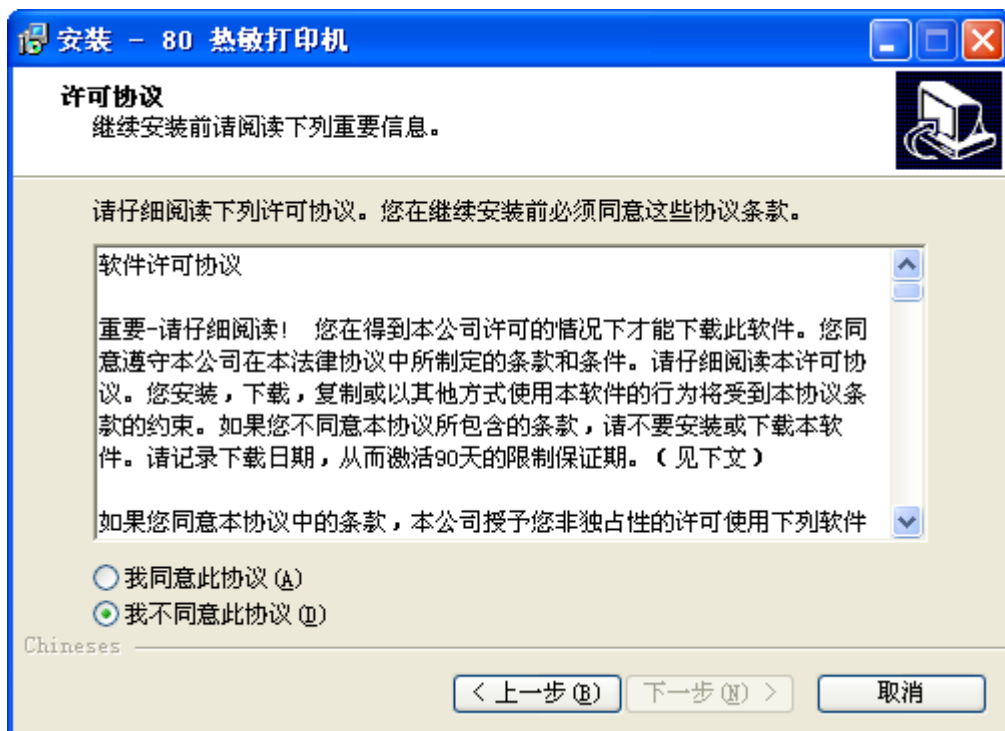 安装 - 80 热敏打印机
许可协议
继续安装前请阅读下列重要信息。
请仔细阅读下列许可协议。您在继续安装前必须同意这些协议条款。
软件许可协议
重要-请仔细阅读! 您在得到本公司许可的情况下才能下载此软件。您同
意遵守本公司在本法律协议中所制定的条款和条件。请仔细阅读本许可协
议。您安装，下载，复制或以其他方式使用本软件的行为将受到本协议条
款的约束。如果您不同意本协议所包含的条款，请不要安装或下载本软
件。请记录下载日期，从而激活90天的限制保证期。(见下文)
如果您同意本协议中的条款，本公司授予您非独占性的许可使用下列软件
我同意此协议(A)
我不同意此协议(D)
Chineses
< 上一步(B)
下一步(N) >
取消